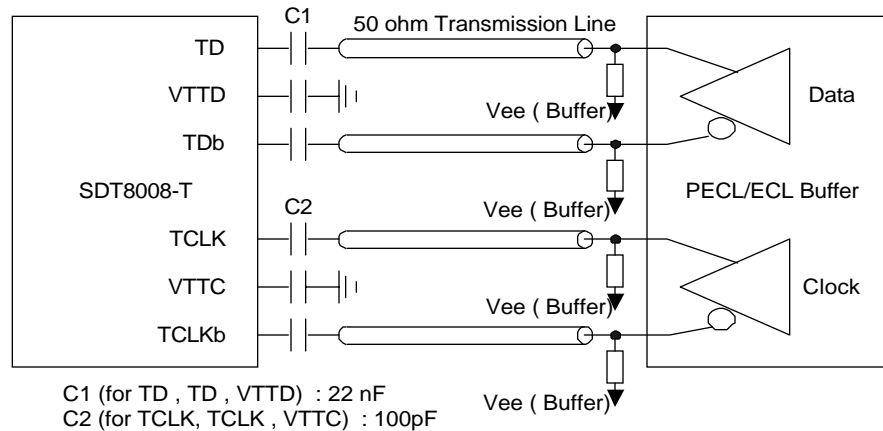 C1
50 ohm Transmission Line
TD
VTTD
Vee ( Buffer)
Data
TDb
SDT8008-T
PECL/ECL Buffer
C2
Vee ( Buffer)
TCLK
VTTC
Vee ( Buffer)
Clock
TCLKb
C1 (for TD , TD , VTTD) : 22 nF
Vee ( Buffer)
C2 (for TCLK, TCLK , VTTC) : 100pF